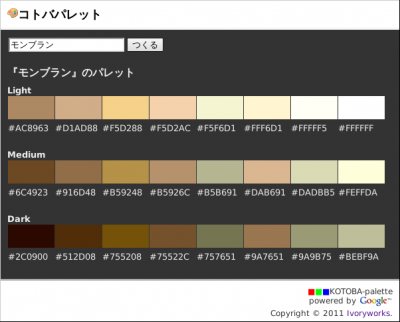 コトバパレット
モンブラン つくる
『モンブラン』のパレット
Light
#AC8963 #D1AD88 #F5D288 #F5D2AC #F5F6D1 #FFF6D1 #FFFFF5 #FFFFFF
Medium
#6C4923 #916D48 #B59248 #B5926C #B5B691 #DAB691 #DADBB5 #FEFFDA
Dark
#2C0900 #512D08 #755208 #75522C #757651 #9A7651 #9A9B75 #BEBF9A
KOTOBA-palette
powered by Google™
Copyright © 2011 Ivoryworks.